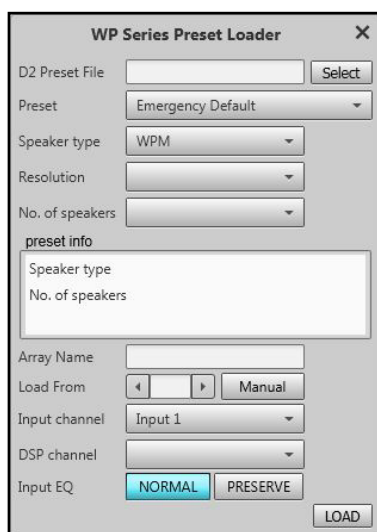 WP Series Preset Loader ✕
D2 Preset File Select
Preset Emergency Default
Speaker type WPM
Resolution
No. of speakers
preset info
Speaker type
No. of speakers
Array Name
Load From Manual
Input channel Input 1
DSP channel
Input EQ NORMAL PRESERVE
LOAD